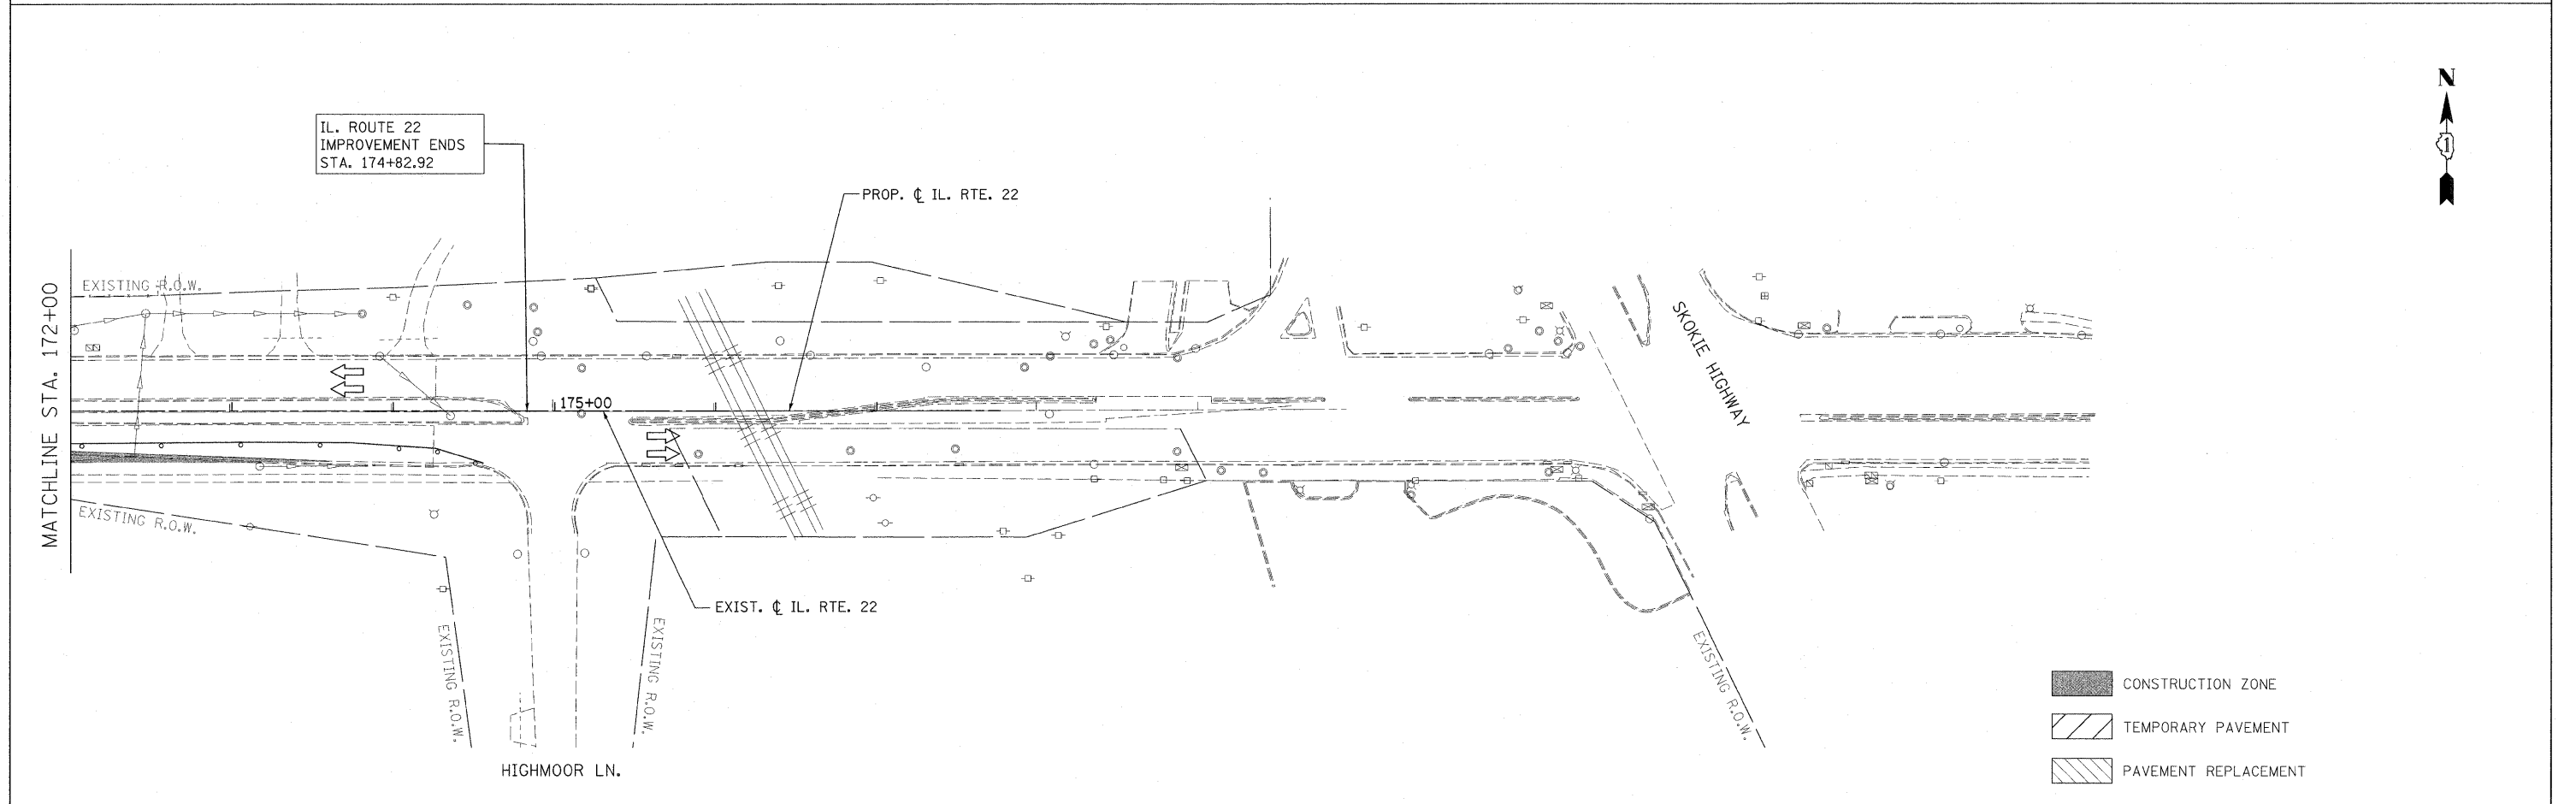 N
1
IL. ROUTE 22
IMPROVEMENT ENDS
STA. 174+82.92
PROP. ℄ IL. RTE. 22
MATCHLINE STA. 172+00
EXISTING R.O.W.
SKOKIE HIGHWAY
175+00
EXISTING R.O.W.
EXIST. ℄ IL. RTE. 22
EXISTING R.O.W.
EXISTING R.O.W.
EXISTING R.O.W.
HIGHMOOR LN.
CONSTRUCTION ZONE
TEMPORARY PAVEMENT
PAVEMENT REPLACEMENT